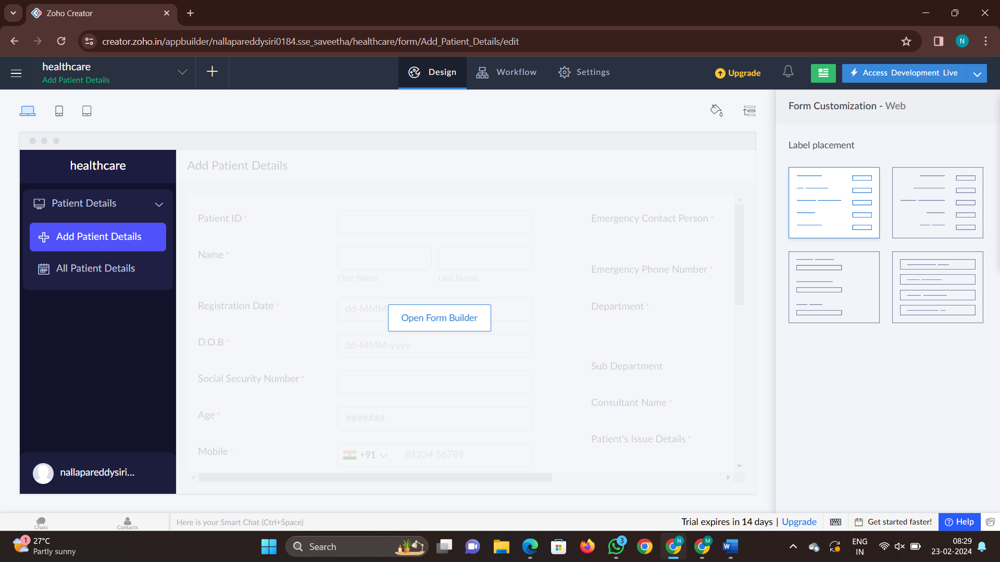 Zoho Creator
creator.zoho.in/appbuilder/nallapareddysiri0184.sse_saveetha/healthcare/form/Add_Patient_Details/edit
N
healthcare
Add Patient Details
Design
Workflow
Settings
Upgrade
Access Development Live
Form Customization - Web
Label placement
healthcare
Patient Details
Add Patient Details
All Patient Details
nallapareddysiri...
Add Patient Details
Patient ID *
Name *
First Name
Last Name
Registration Date *
dd-MMM
Open Form Builder
D.O.B *
dd-MMM-yyyy
Social Security Number *
Age *
#######
Mobile *
+91
81234 56789
Emergency Contact Person *
Emergency Phone Number *
Department *
Sub Department
Consultant Name *
Patient's Issue Details *
Chats
Contacts
Here is your Smart Chat (Ctrl+Space)
Trial expires in 14 days | Upgrade
Get started faster!
Help
1
27°C
Partly sunny
Search
3
N
M
W
ENG
IN
08:29
23-02-2024